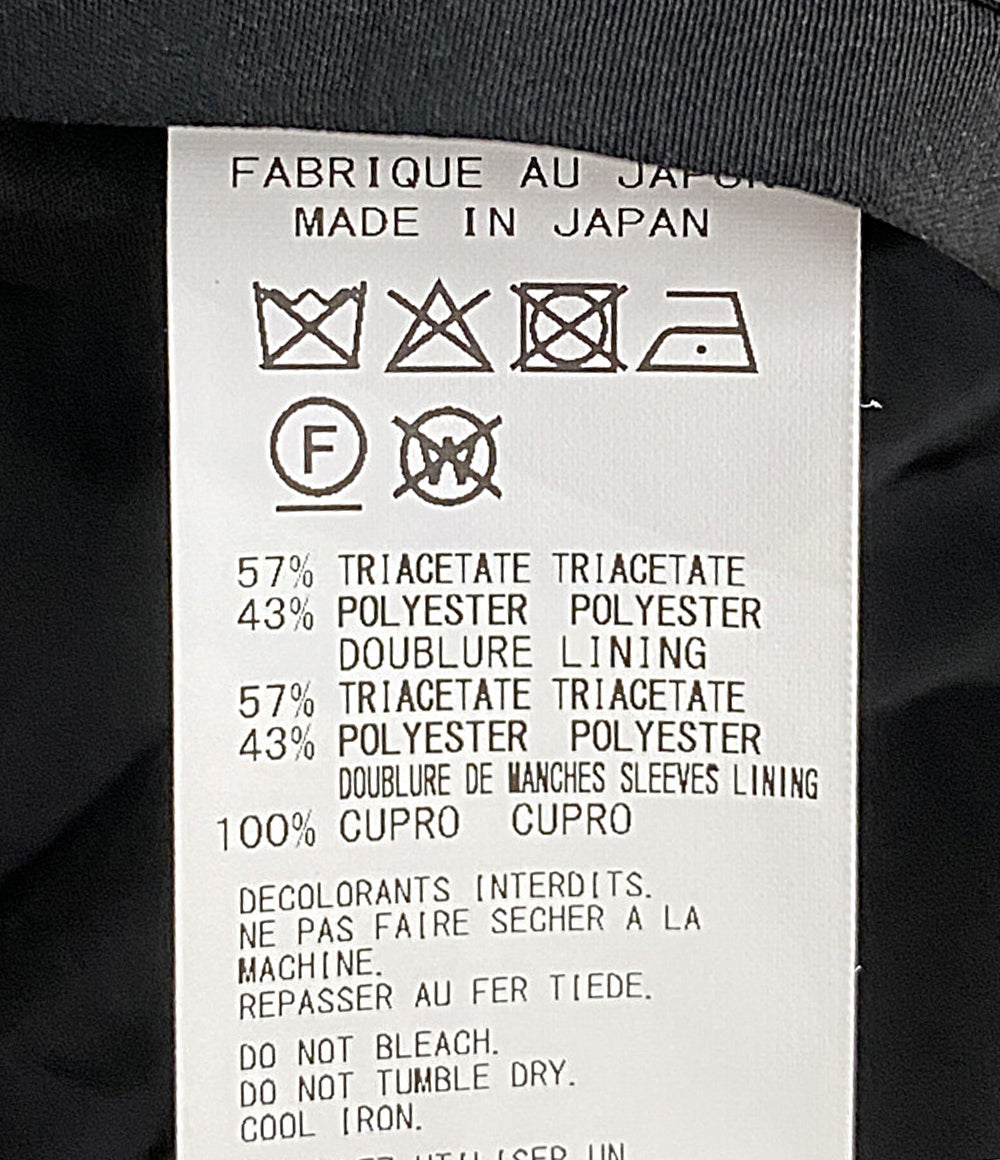 FABRIQUE AU JAPON
MADE IN JAPAN
F
W
57% TRIACETATE TRIACETATE
43% POLYESTER POLYESTER
DOUBLURE LINING
57% TRIACETATE TRIACETATE
43% POLYESTER POLYESTER
DOUBLURE DE MANCHES SLEEVES LINING
100% CUPRO CUPRO
DECOLORANTS INTERDITS.
NE PAS FAIRE SECHER A LA
MACHINE.
REPASSER AU FER TIEDE.
DO NOT BLEACH.
DO NOT TUMBLE DRY.
COOL IRON.
UTILISER UN